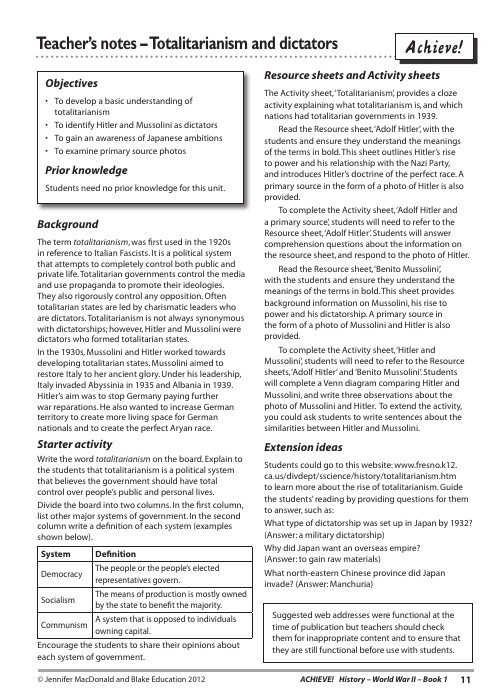 Teacher's notes – Totalitarianism and dictators
Achieve!
Objectives
• To develop a basic understanding of
totalitarianism
• To identify Hitler and Mussolini as dictators
• To gain an awareness of Japanese ambitions
• To examine primary source photos
Prior knowledge
Students need no prior knowledge for this unit.
Background
The term totalitarianism, was first used in the 1920s
in reference to Italian Fascists. It is a political system
that attempts to completely control both public and
private life. Totalitarian governments control the media
and use propaganda to promote their ideologies.
They also rigorously control any opposition. Often
totalitarian states are led by charismatic leaders who
are dictators. Totalitarianism is not always synonymous
with dictatorships; however, Hitler and Mussolini were
dictators who formed totalitarian states.
In the 1930s, Mussolini and Hitler worked towards
developing totalitarian states. Mussolini aimed to
restore Italy to her ancient glory. Under his leadership,
Italy invaded Abyssinia in 1935 and Albania in 1939.
Hitler's aim was to stop Germany paying further
war reparations. He also wanted to increase German
territory to create more living space for German
nationals and to create the perfect Aryan race.
Starter activity
Write the word totalitarianism on the board. Explain to
the students that totalitarianism is a political system
that believes the government should have total
control over people's public and personal lives.
Divide the board into two columns. In the first column,
list other major systems of government. In the second
column write a definition of each system (examples
shown below).
System Definition
Democracy The people or the people's elected
representatives govern.
Socialism The means of production is mostly owned
by the state to benefit the majority.
Communism A system that is opposed to individuals
owning capital.
Encourage the students to share their opinions about
each system of government.
Resource sheets and Activity sheets
The Activity sheet, 'Totalitarianism', provides a cloze
activity explaining what totalitarianism is, and which
nations had totalitarian governments in 1939.
Read the Resource sheet, 'Adolf Hitler', with the
students and ensure they understand the meanings
of the terms in bold. This sheet outlines Hitler's rise
to power and his relationship with the Nazi Party,
and introduces Hitler's doctrine of the perfect race. A
primary source in the form of a photo of Hitler is also
provided.
To complete the Activity sheet, 'Adolf Hitler and
a primary source', students will need to refer to the
Resource sheet, 'Adolf Hitler'. Students will answer
comprehension questions about the information on
the resource sheet, and respond to the photo of Hitler.
Read the Resource sheet, 'Benito Mussolini',
with the students and ensure they understand the
meanings of the terms in bold. This sheet provides
background information on Mussolini, his rise to
power and his dictatorship. A primary source in
the form of a photo of Mussolini and Hitler is also
provided.
To complete the Activity sheet, 'Hitler and
Mussolini', students will need to refer to the Resource
sheets, 'Adolf Hitler' and 'Benito Mussolini'. Students
will complete a Venn diagram comparing Hitler and
Mussolini, and write three observations about the
photo of Mussolini and Hitler. To extend the activity,
you could ask students to write sentences about the
similarities between Hitler and Mussolini.
Extension ideas
Students could go to this website: www.fresno.k12.
ca.us/divdept/sscience/history/totalitarianism.htm
to learn more about the rise of totalitarianism. Guide
the students' reading by providing questions for them
to answer, such as:
What type of dictatorship was set up in Japan by 1932?
(Answer: a military dictatorship)
Why did Japan want an overseas empire?
(Answer: to gain raw materials)
What north-eastern Chinese province did Japan
invade? (Answer: Manchuria)
Suggested web addresses were functional at the
time of publication but teachers should check
them for inappropriate content and to ensure that
they are still functional before use with students.
© Jennifer MacDonald and Blake Education 2012
ACHIEVE! History – World War II – Book 1 11